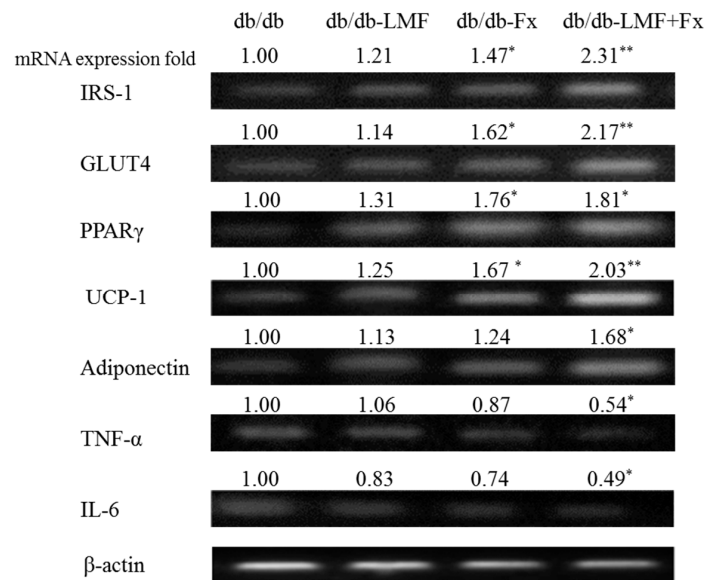 db/db db/db-LMF db/db-Fx db/db-LMF+Fx
mRNA expression fold 1.00 1.21 1.47* 2.31**
IRS-1
1.00 1.14 1.62* 2.17**
GLUT4
1.00 1.31 1.76* 1.81*
PPARγ
1.00 1.25 1.67 * 2.03**
UCP-1
1.00 1.13 1.24 1.68*
Adiponectin
1.00 1.06 0.87 0.54*
TNF-α
1.00 0.83 0.74 0.49*
IL-6
β-actin